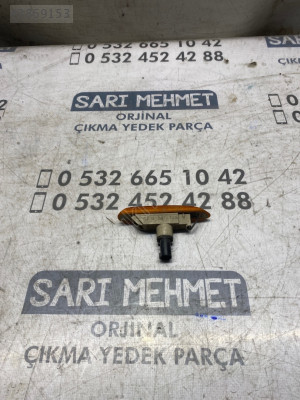 0 532 665 10 42
0 532 452 42 88
SARI MEHMET
ORJİNAL
ÇIKMA YEDEK PARÇA
0 532 665 10 42
0 532 452 42 88
SARI MEHMET
ORJİNAL
ÇIKMA YEDEK PARÇA